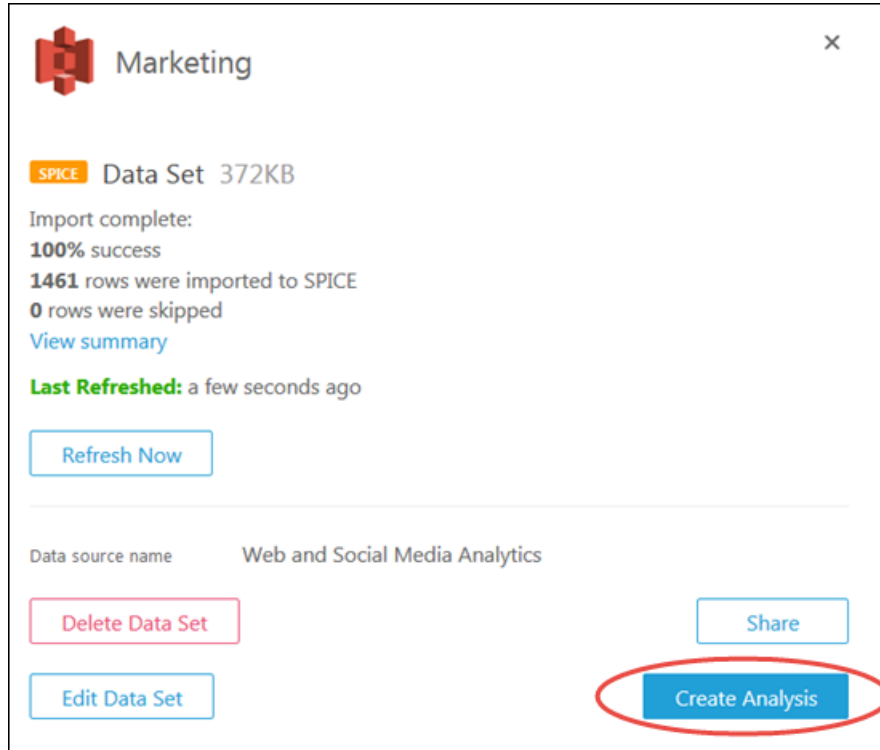 Marketing
×
SPICE Data Set 372KB
Import complete:
100% success
1461 rows were imported to SPICE
0 rows were skipped
View summary
Last Refreshed: a few seconds ago
Refresh Now
Data source name Web and Social Media Analytics
Delete Data Set Share
Edit Data Set Create Analysis